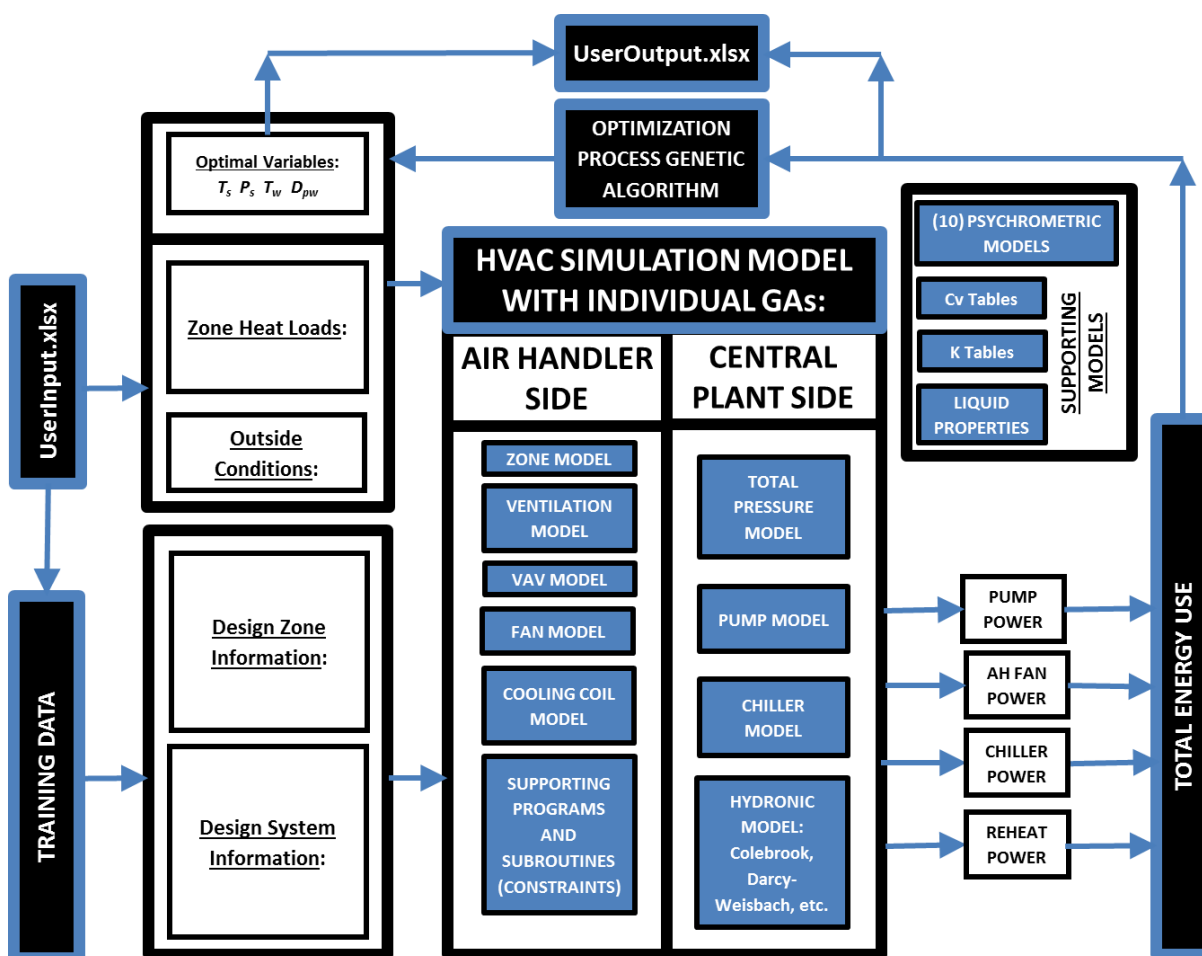 UserOutput.xlsx
OPTIMIZATION
PROCESS GENETIC
ALGORITHM
Optimal Variables:
Ts Ps Tw Dpw
Zone Heat Loads:
Outside
Conditions:
UserInput.xlsx
TRAINING DATA
Design Zone
Information:
Design System
Information:
HVAC SIMULATION MODEL
WITH INDIVIDUAL GAs:
AIR HANDLER
SIDE
ZONE MODEL
VENTILATION
MODEL
VAV MODEL
FAN MODEL
COOLING COIL
MODEL
SUPPORTING
PROGRAMS
AND
SUBROUTINES
(CONSTRAINTS)
CENTRAL
PLANT SIDE
TOTAL
PRESSURE
MODEL
PUMP MODEL
CHILLER
MODEL
HYDRONIC
MODEL:
Colebrook,
Darcy-
Weisbach, etc.
(10) PSYCHROMETRIC
MODELS
Cv Tables
K Tables
LIQUID
PROPERTIES
SUPPORTING
MODELS
PUMP
POWER
AH FAN
POWER
CHILLER
POWER
REHEAT
POWER
TOTAL ENERGY USE